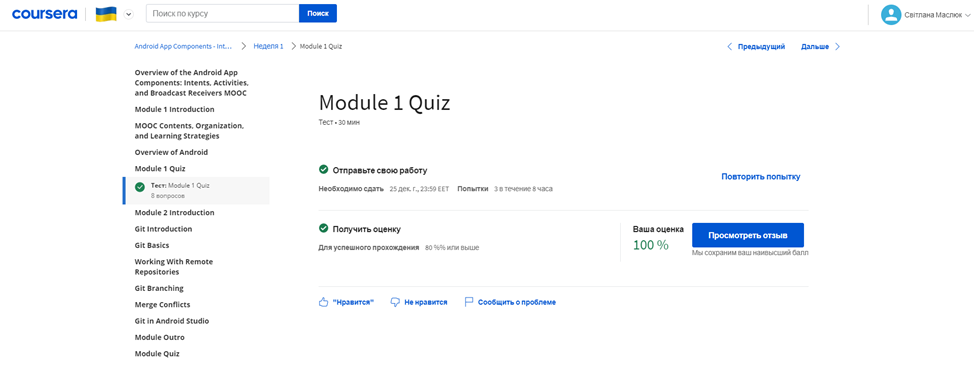 coursera
Поиск по курсу
Поиск
Світлана Маслюк
Android App Components - Int...
Неделя 1
Module 1 Quiz
Предыдущий
Дальше
Overview of the Android App
Components: Intents, Activities,
and Broadcast Receivers MOOC
Module 1 Introduction
MOOC Contents, Organization,
and Learning Strategies
Overview of Android
Module 1 Quiz
Тест: Module 1 Quiz
8 вопросов
Module 2 Introduction
Git Introduction
Git Basics
Working With Remote
Repositories
Git Branching
Merge Conflicts
Git in Android Studio
Module Outro
Module Quiz
Module 1 Quiz
Тест • 30 мин
Отправьте свою работу
Необходимо сдать 25 дек. г., 23:59 EET Попытки 3 в течение 8 часа
Повторить попытку
Получить оценку
Для успешного прохождения 80 %% или выше
Ваша оценка
100 %
Просмотреть отзыв
Мы сохраним ваш наивысший балл
"Нравится"
Не нравится
Сообщить о проблеме